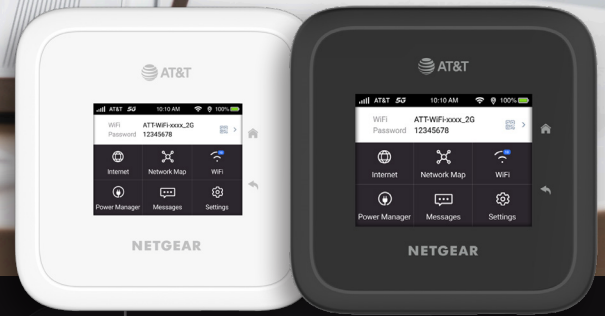 AT&T
AT&T 5G 10:10 AM 100%
WiFi ATT-WiFi-xxxx_2G
Password 12345678
Internet Network Map WiFi
Power Manager Messages Settings
NETGEAR
AT&T
AT&T 5G 10:10 AM 100%
WiFi ATT-WiFi-xxxx_2G
Password 12345678
Internet Network Map WiFi
Power Manager Messages Settings
NETGEAR